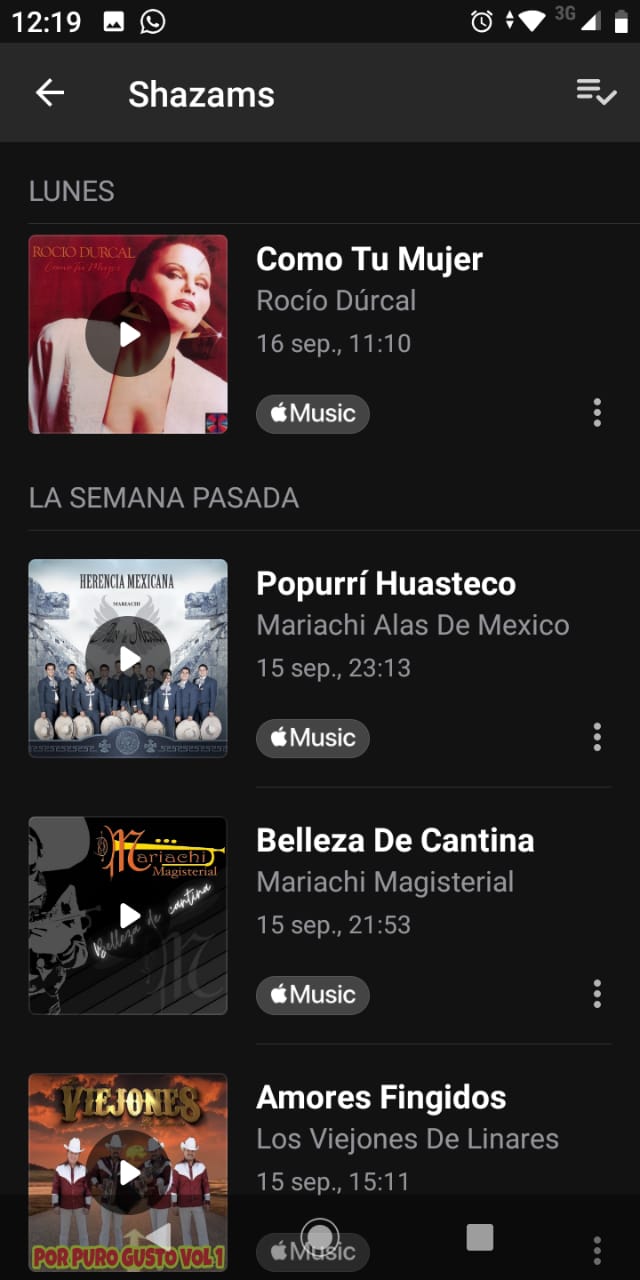 12:19
3G
Shazams
LUNES
ROCIO DURCAL
Como Tu Mujer
Como Tu Mujer
Rocío Dúrcal
16 sep., 11:10
Music
LA SEMANA PASADA
HERENCIA MEXICANA
MARIACHI
Alas de Mexico
Popurrí Huasteco
Mariachi Alas De Mexico
15 sep., 23:13
Music
Mariachi
Magisterial
Belleza de cantina
M
Belleza De Cantina
Mariachi Magisterial
15 sep., 21:53
Music
VIEJONES
POR PURO GUSTO VOL 1
Amores Fingidos
Los Viejones De Linares
15 sep., 15:11
Music